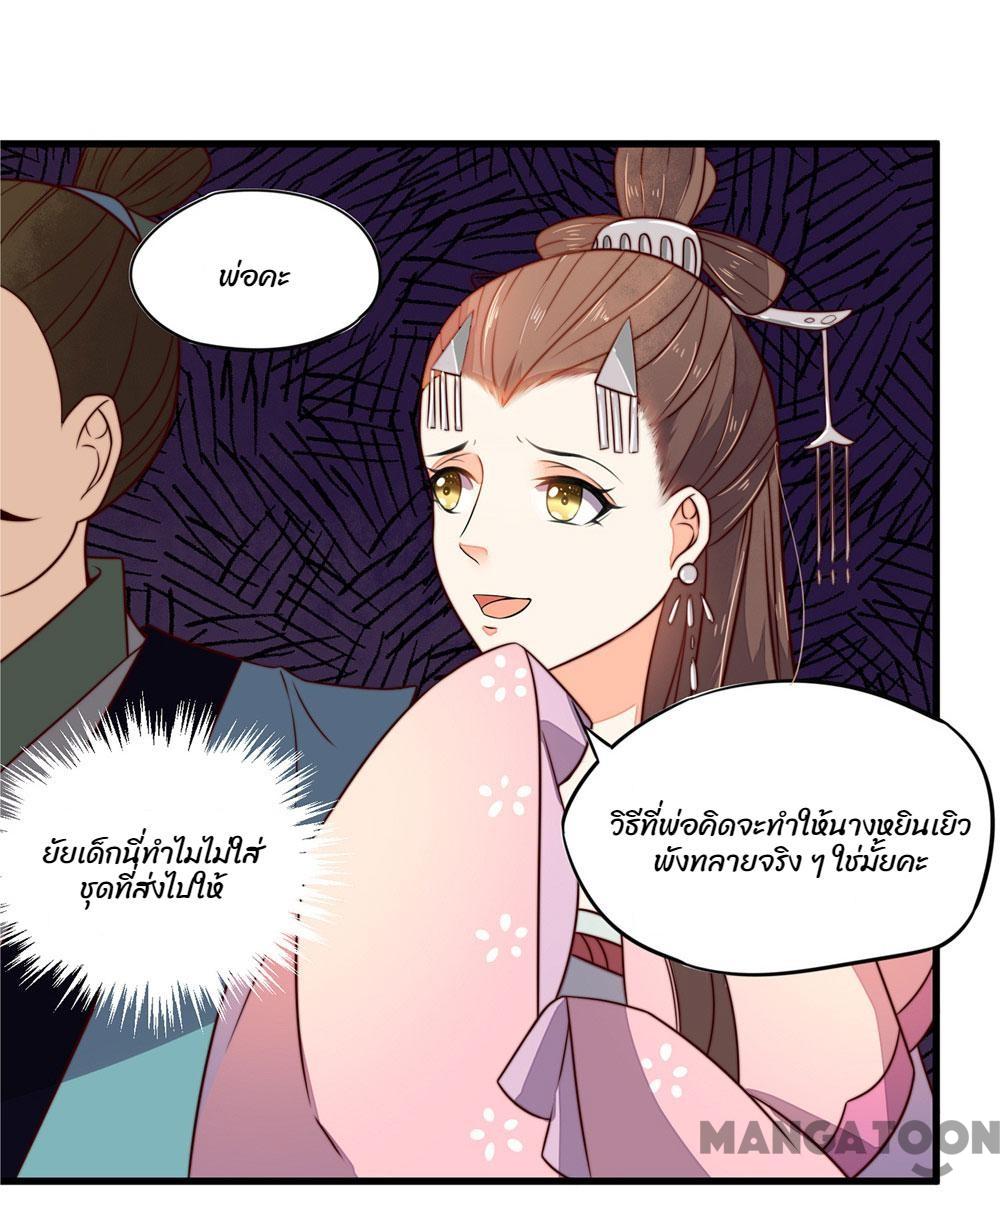 พ่อคะ
วิธีที่พ่อคิดจะทำให้นางหยินเยิว
พังทลายจริง ๆ ใช่มั้ยคะ
ยัยเด็กนี่ทำไมไม่ใส่
ชุดที่ส่งไปให้
MANGATOON